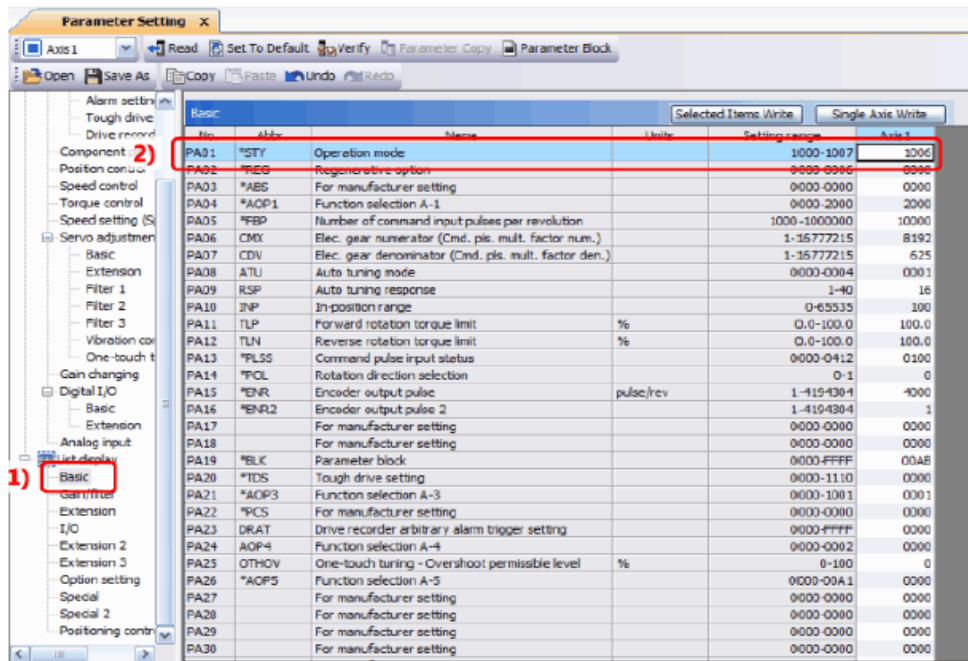 Parameter Setting X
Axis1 Read Set To Default Verify Parameter Copy Parameter Block
Open Save As Copy Paste Undo Redo
Alarm settin
Tough drive
Drive record
Component
Position con
Speed control
Torque control
Speed setting (S
Servo adjustmen
Basic
Extension
Filter 1
Filter 2
Filter 3
Vibration con
One-touch t
Gain changing
Digital I/O
Basic
Extension
Analog input
List display
1) Basic
Gain/filter
Extension
I/O
Extension 2
Extension 3
Option setting
Special
Special 2
Positioning contr
2)
Basic Selected Items Write Single Axis Write
No. Abbr. Name Units Setting range Axis1
PA01 *STY Operation mode 1000-1007 1006
PA02 *REG Regenerative option 0000-0006 0000
PA03 *ABS For manufacturer setting 0000-0000 0000
PA04 *AOP1 Function selection A-1 0000-2000 2000
PA05 *FBP Number of command input pulses per revolution 1000-1000000 10000
PA06 CMX Elec. gear numerator (Cmd. pls. mult. factor num.) 1-16777215 8192
PA07 CDV Elec. gear denominator (Cmd. pls. mult. factor den.) 1-16777215 625
PA08 ATU Auto tuning mode 0000-0004 0001
PA09 RSP Auto tuning response 1-40 16
PA10 INP In-position range 0-65535 100
PA11 TLP Forward rotation torque limit % 0.0-100.0 100.0
PA12 TLN Reverse rotation torque limit % 0.0-100.0 100.0
PA13 *PLSS Command pulse input status 0000-0412 0100
PA14 *POL Rotation direction selection 0-1 0
PA15 *ENR Encoder output pulse pulse/rev 1-4194304 4000
PA16 *ENR2 Encoder output pulse 2 1-4194304 1
PA17 For manufacturer setting 0000-0000 0000
PA18 For manufacturer setting 0000-0000 0000
PA19 *BLK Parameter block 0000-FFFF 00AB
PA20 *TDS Tough drive setting 0000-1110 0000
PA21 *AOP3 Function selection A-3 0000-1001 0001
PA22 *PCS For manufacturer setting 0000-0000 0000
PA23 DRAT Drive recorder arbitrary alarm trigger setting 0000-FFFF 0000
PA24 AOP4 Function selection A-4 0000-0002 0000
PA25 OTHOV One-touch tuning - Overshoot permissible level % 0-100 0
PA26 *AOP5 Function selection A-5 0000-00A1 0000
PA27 For manufacturer setting 0000-0000 0000
PA28 For manufacturer setting 0000-0000 0000
PA29 For manufacturer setting 0000-0000 0000
PA30 For manufacturer setting 0000-0000 0000